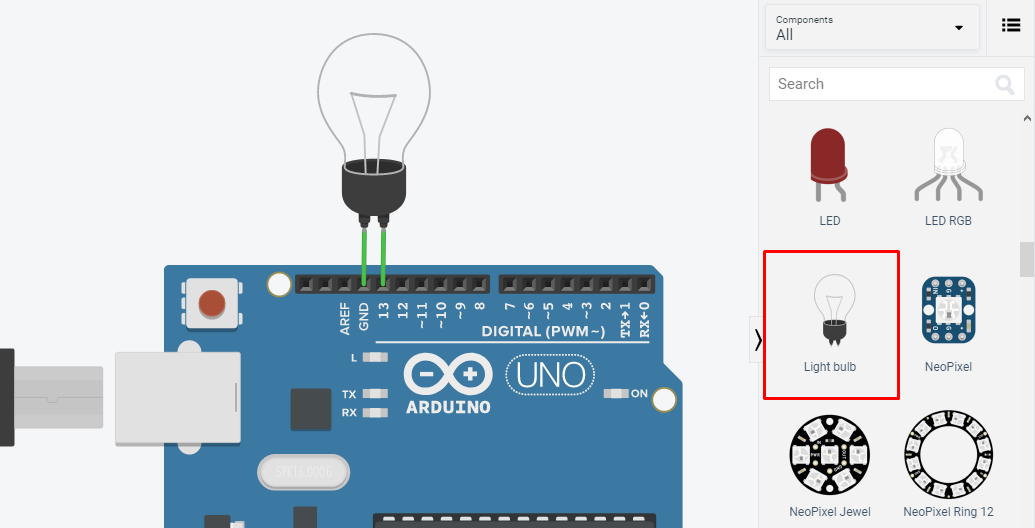 Components
All
Search
LED
LED RGB
Light bulb
NeoPixel
NeoPixel Jewel
NeoPixel Ring 12
AREF
GND
13
12
~11
~10
~9
8
7
~6
~5
4
~3
2
TX→1
RX←0
DIGITAL (PWM~)
L
TX
RX
ARDUINO
UNO
ON
SPK16.000G